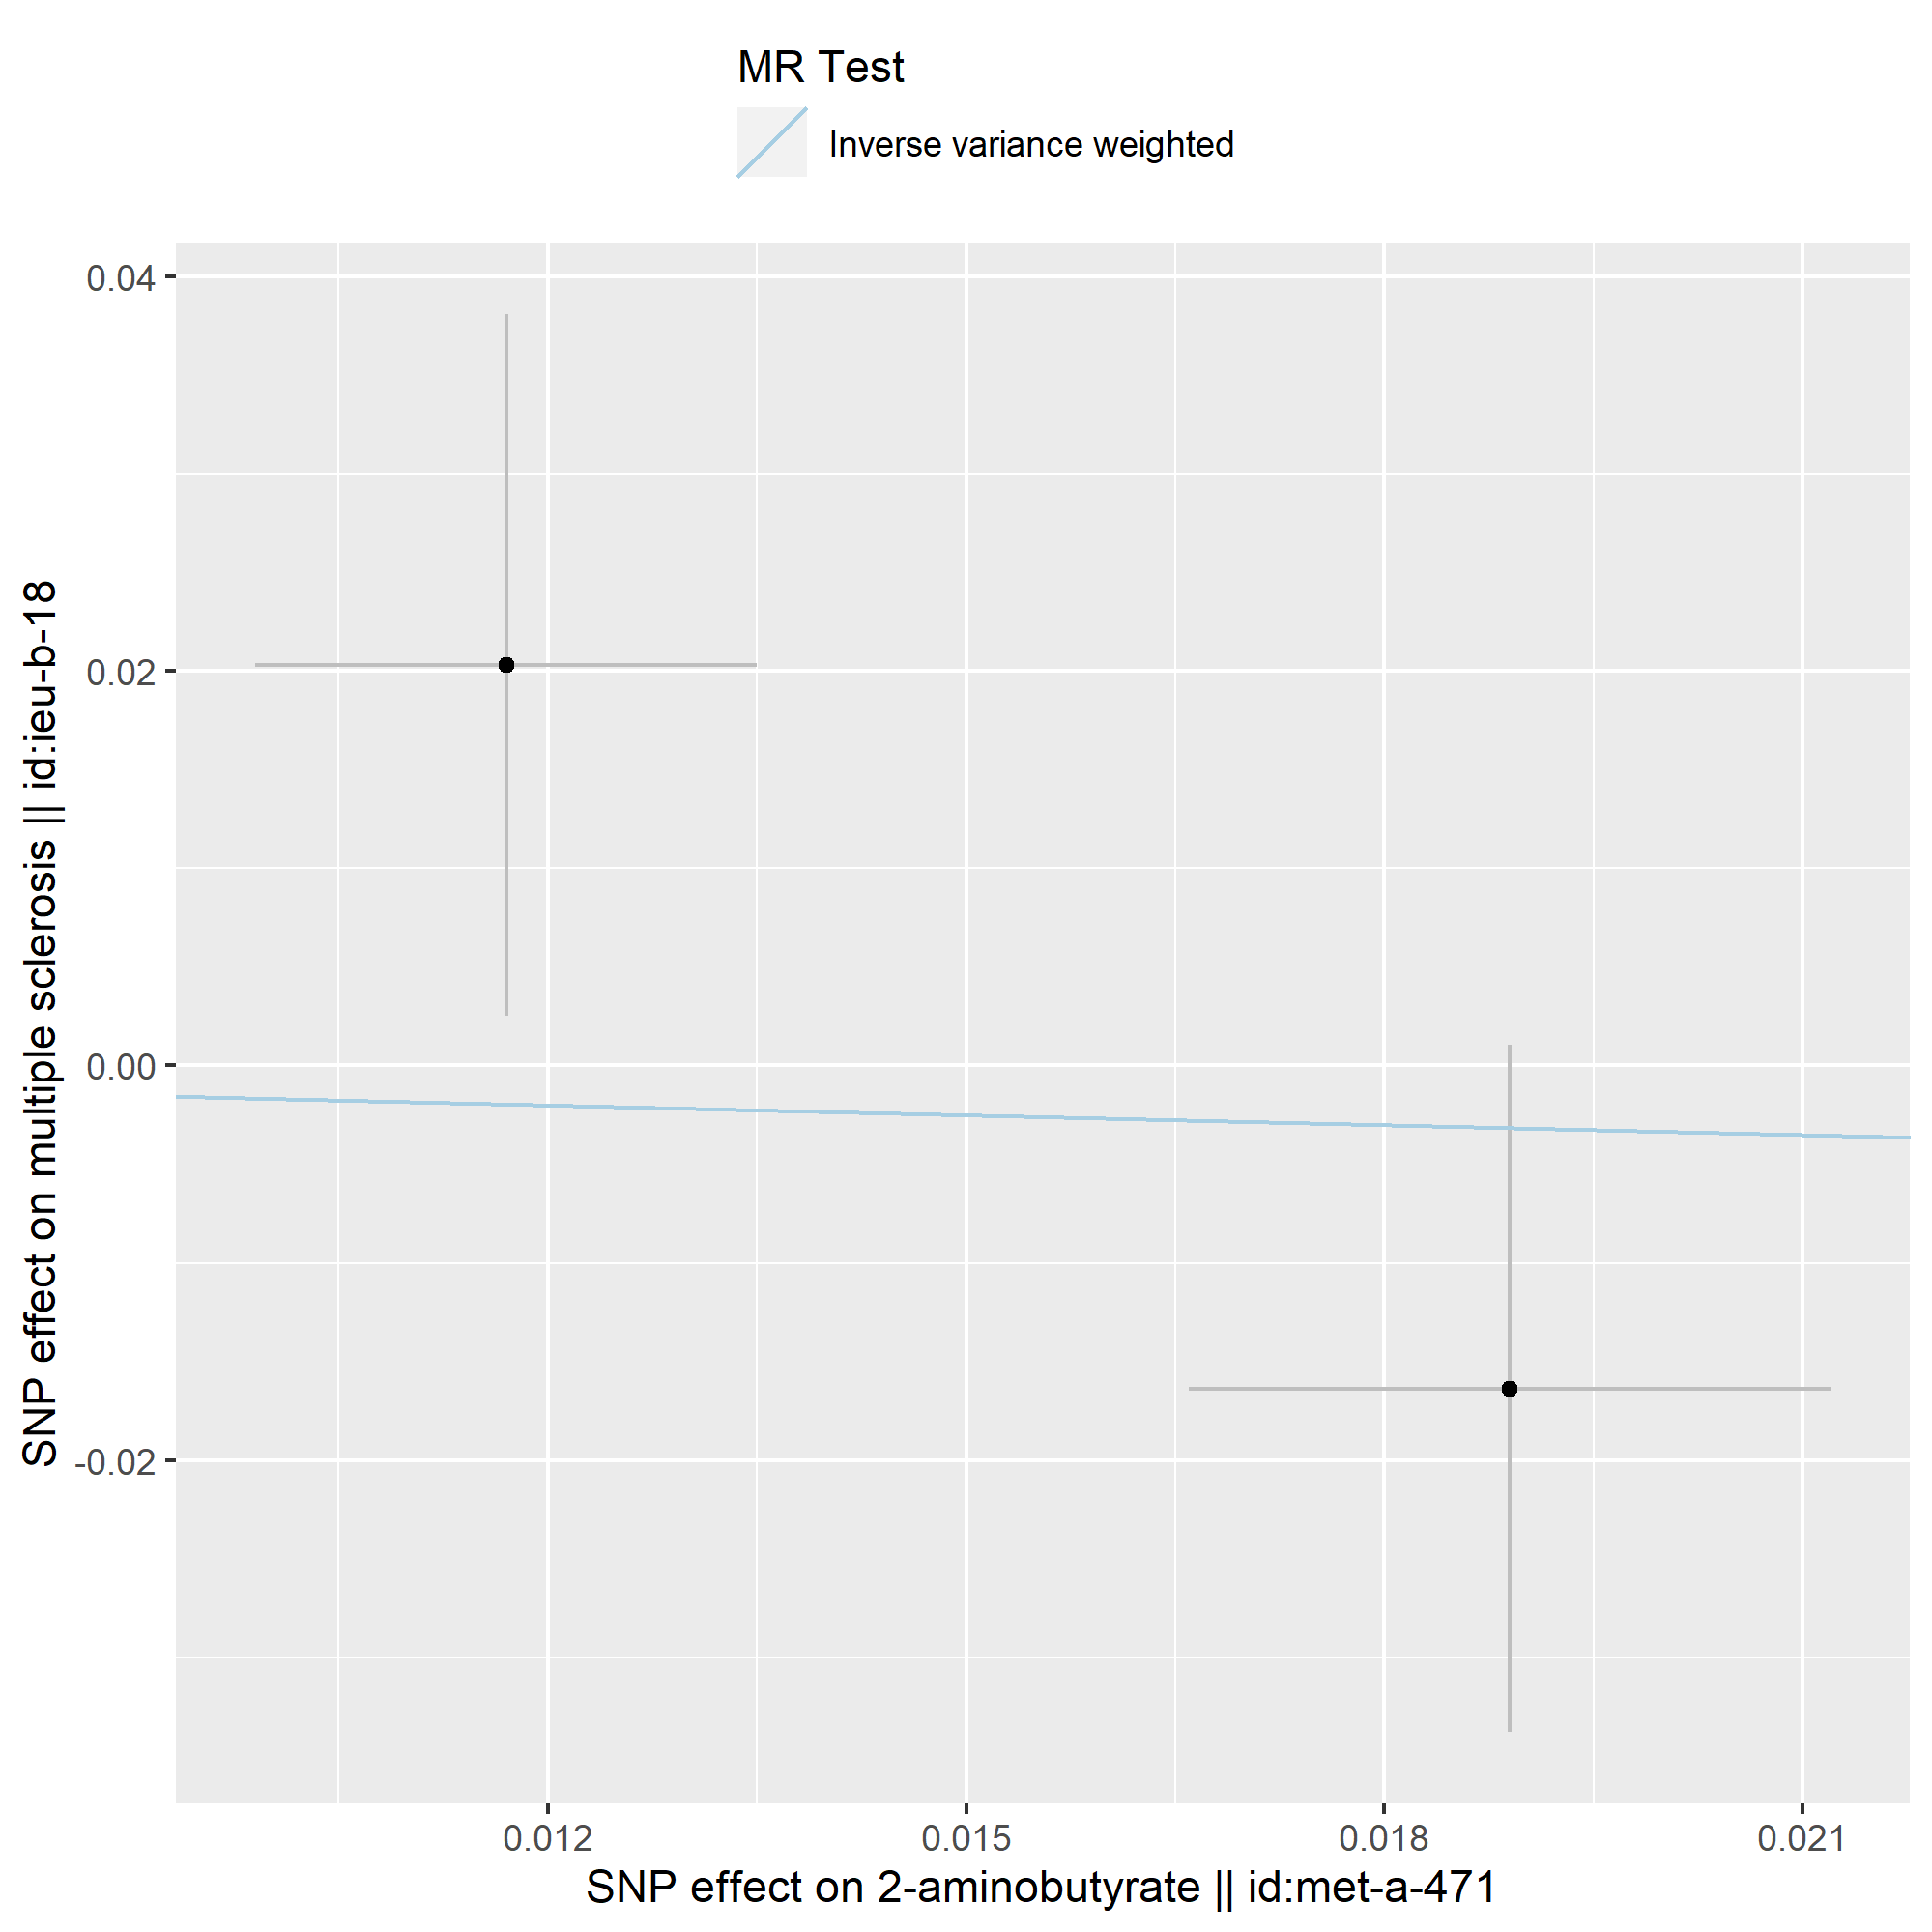 MR Test
Inverse variance weighted
0.04
0.02
0.00
-0.02
SNP effect on multiple sclerosis || id:ieu-b-18
0.012
0.015
0.018
0.021
SNP effect on 2-aminobutyrate || id:met-a-471